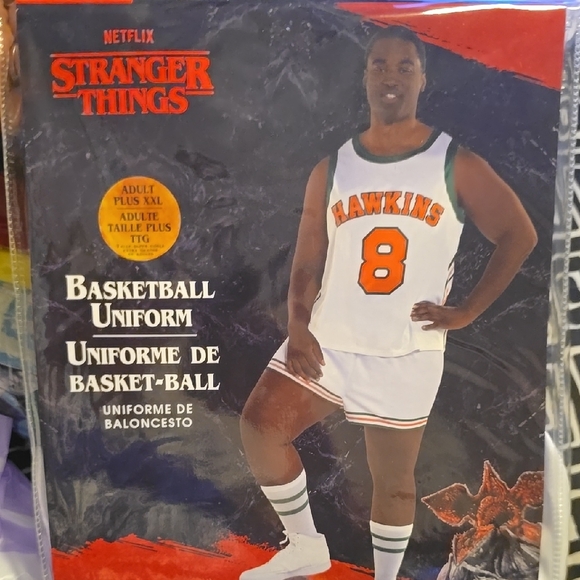 NETFLIX
STRANGER
THINGS
ADULT
PLUS XXL
ADULTE
TAILLE PLUS
TTG
BASKETBALL
UNIFORM
UNIFORME DE
BASKET-BALL
UNIFORME DE
BALONCESTO
HAWKINS
8